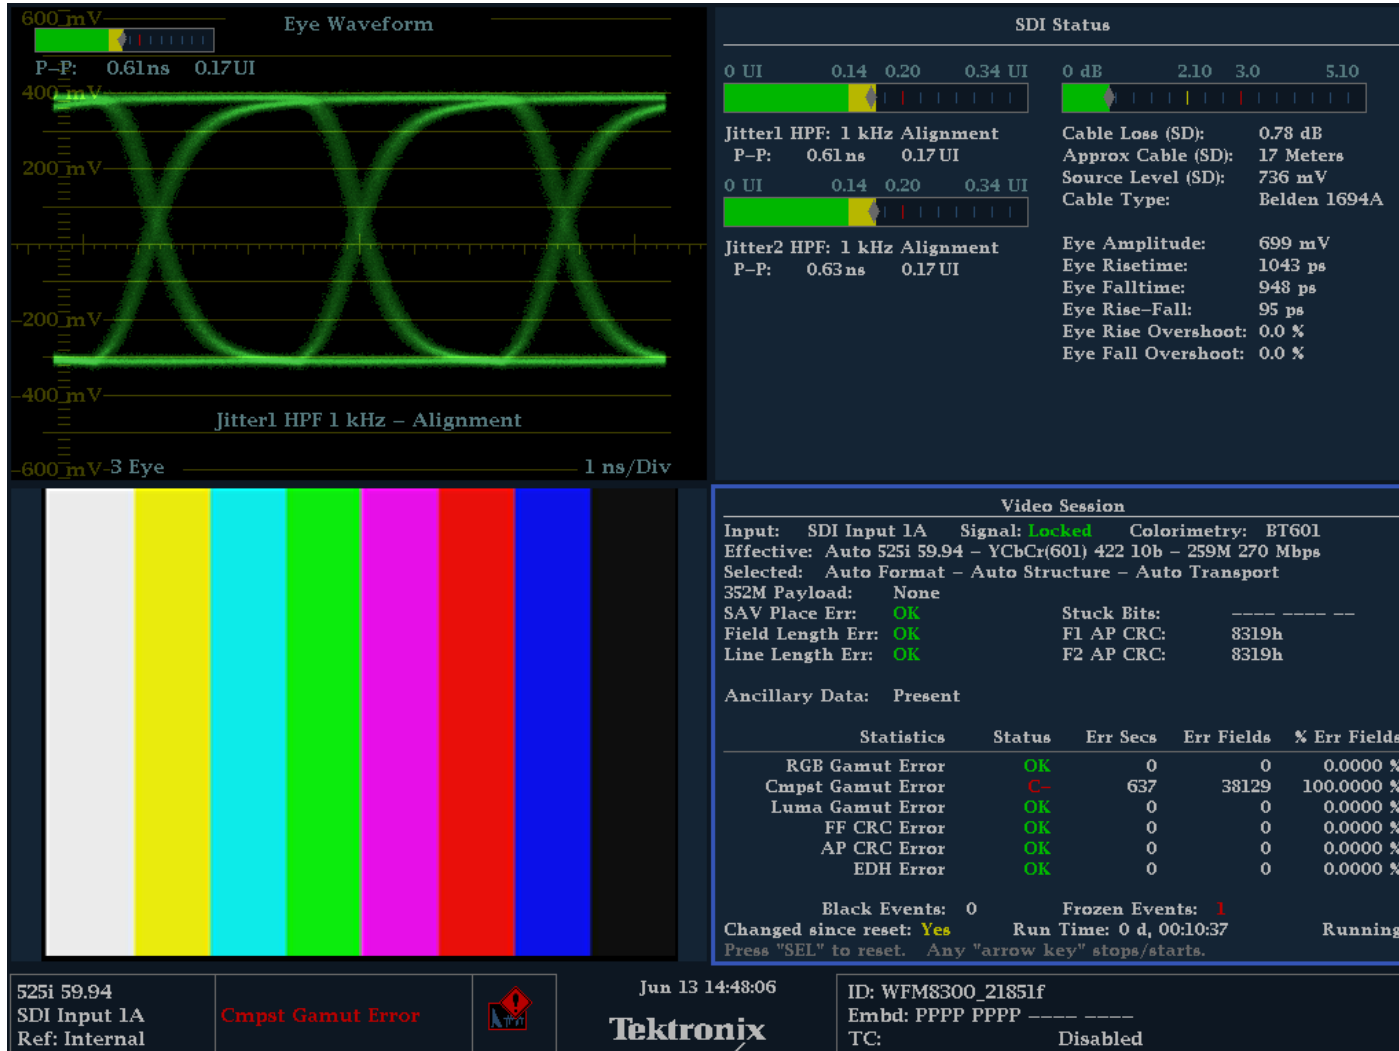 Eye Waveform
600 mV
P-P: 0.61ns 0.17UI
400 mV
200 mV
-200 mV
-400 mV
Jitter1 HPF 1 kHz - Alignment
-600 mV
3 Eye
1 ns/Div
SDI Status
0 UI 0.14 0.20 0.34 UI
Jitter1 HPF: 1 kHz Alignment
P-P: 0.61ns 0.17UI
0 UI 0.14 0.20 0.34 UI
Jitter2 HPF: 1 kHz Alignment
P-P: 0.63ns 0.17UI
0 dB 2.10 3.0 5.10
Cable Loss (SD): 0.78 dB
Approx Cable (SD): 17 Meters
Source Level (SD): 736 mV
Cable Type: Belden 1694A
Eye Amplitude: 699 mV
Eye Risetime: 1043 ps
Eye Falltime: 948 ps
Eye Rise-Fall: 95 ps
Eye Rise Overshoot: 0.0 %
Eye Fall Overshoot: 0.0 %
Video Session
Input: SDI Input 1A Signal: Locked Colorimetry: BT601
Effective: Auto 525i 59.94 - YCbCr(601) 422 10b - 259M 270 Mbps
Selected: Auto Format - Auto Structure - Auto Transport
352M Payload: None
SAV Place Err: OK Stuck Bits: ---- ---- --
Field Length Err: OK F1 AP CRC: 8319h
Line Length Err: OK F2 AP CRC: 8319h
Ancillary Data: Present
Statistics Status Err Secs Err Fields % Err Fields
RGB Gamut Error OK 0 0 0.0000 %
Cmpst Gamut Error C- 637 38129 100.0000 %
Luma Gamut Error OK 0 0 0.0000 %
FF CRC Error OK 0 0 0.0000 %
AP CRC Error OK 0 0 0.0000 %
EDH Error OK 0 0 0.0000 %
Black Events: 0 Frozen Events: 1
Changed since reset: Yes Run Time: 0 d, 00:10:37 Running
Press "SEL" to reset. Any "arrow key" stops/starts.
525i 59.94
SDI Input 1A
Ref: Internal
Cmpst Gamut Error
Jun 13 14:48:06
Tektronix
ID: WFM8300_21851f
Embd: PPPP PPPP ---- ----
TC: Disabled